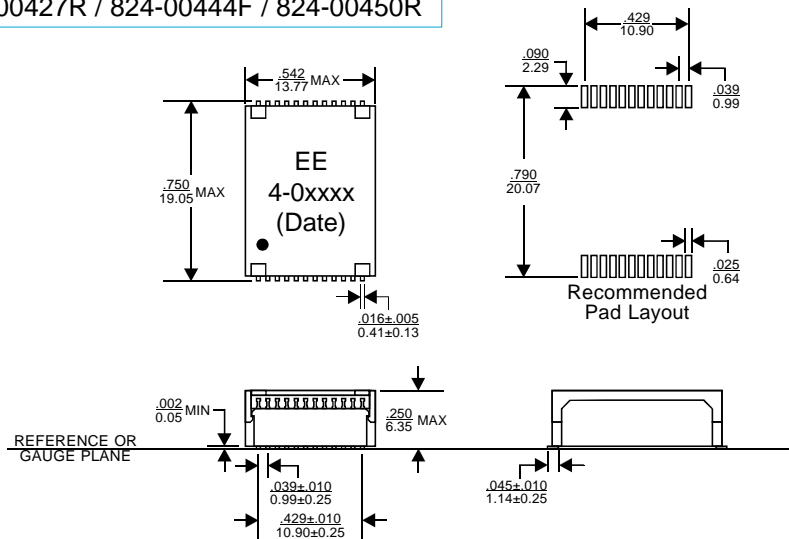 00427R / 824-00444F / 824-00450R
.542
13.77 MAX
.750
19.05 MAX
EE
4-0xxxx
(Date)
.016±.005
0.41±0.13
.429
10.90
.090
2.29
.039
0.99
.790
20.07
.025
0.64
Recommended
Pad Layout
.002
0.05 MIN
.250
6.35 MAX
REFERENCE OR
GAUGE PLANE
.039±.010
0.99±0.25
.429±.010
10.90±0.25
.045±.010
1.14±0.25